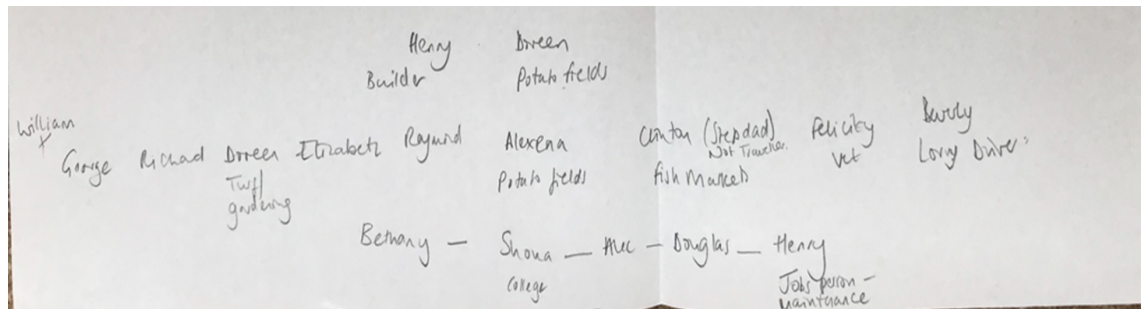 Henry Doreen
Builder Potato fields
William
+
George Richard Doreen Elizabeth Raymond Alexena Clinton (Stepdad) Felicity Beverly
Not Traveller
Turf/ Potato fields fish market vet Lorry Driver
gardening
Bethany — Shona — Alec — Douglas — Henry
College Jobs person –
Maintenance